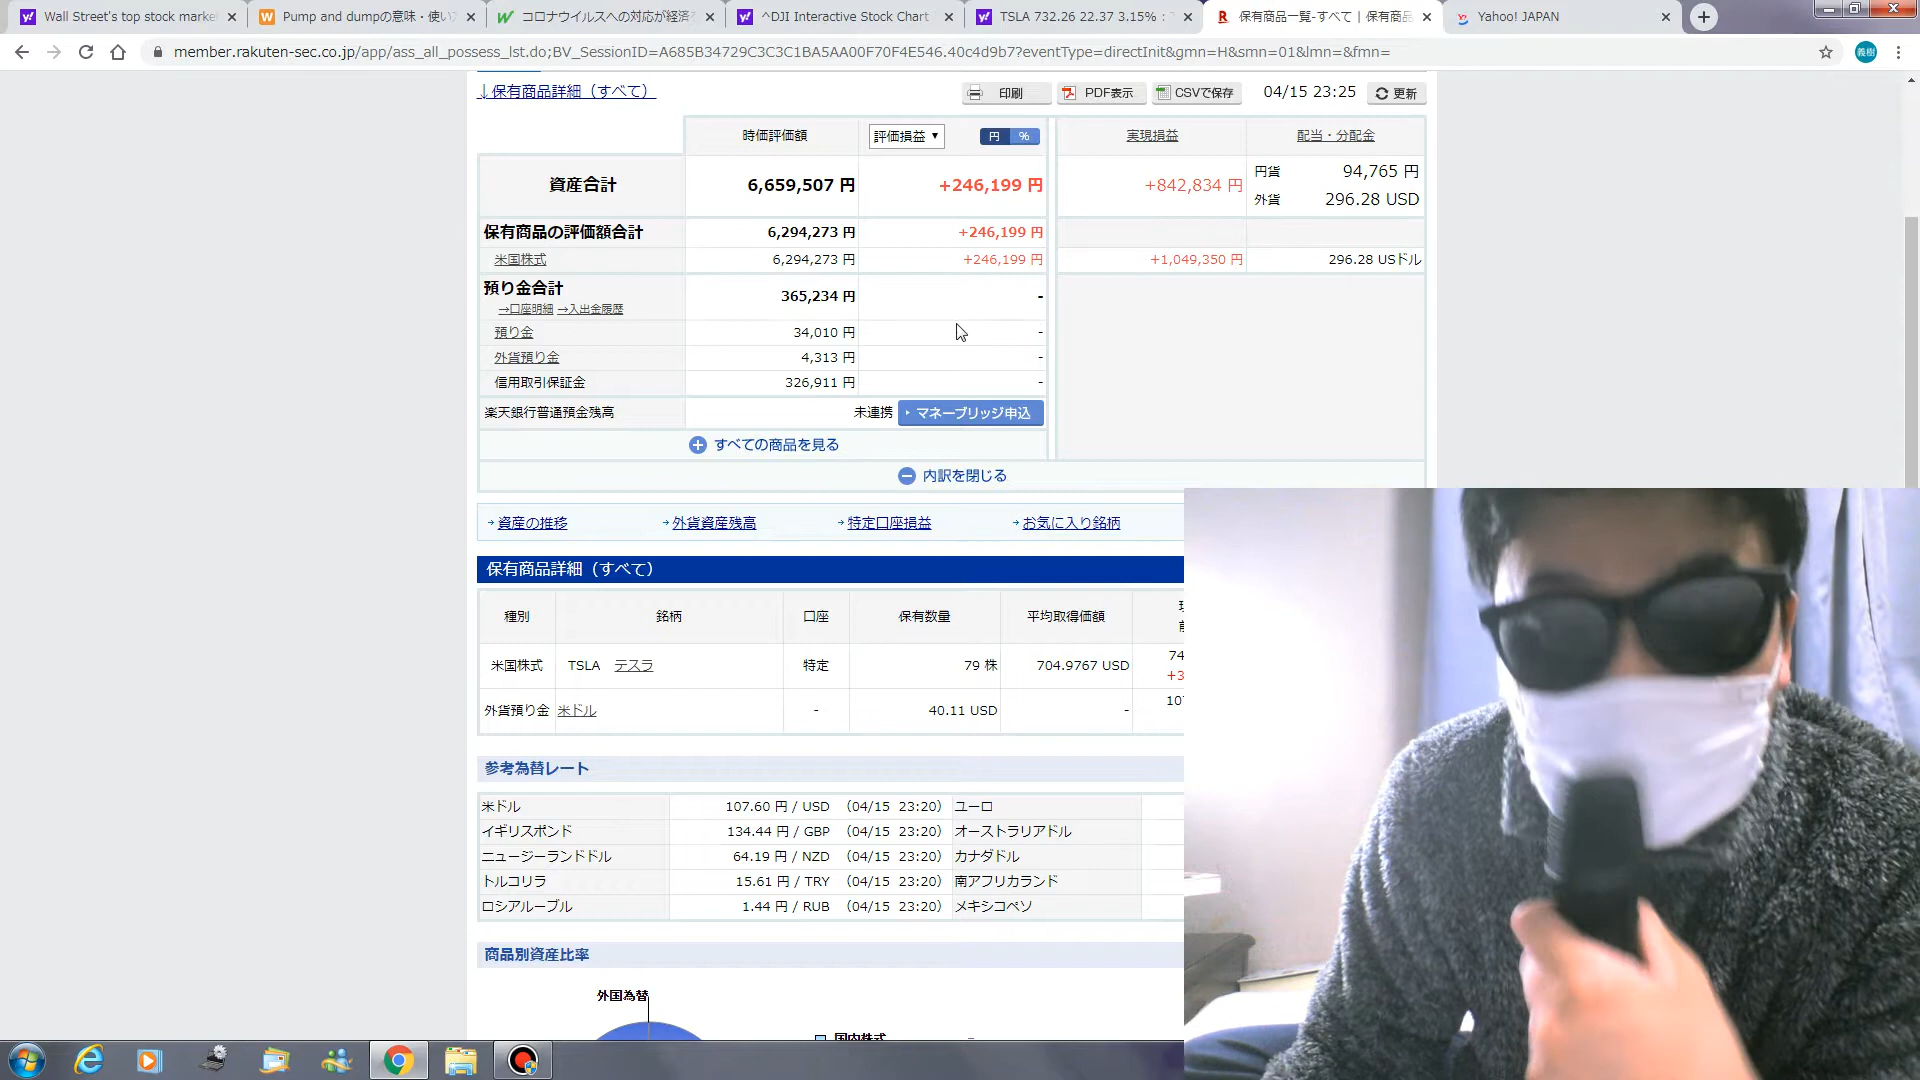 Wall Street's top stock marke
Pump and dumpの意味・使い方
コロナウイルスへの対応が経済
^DJI Interactive Stock Chart
TSLA 732.26 22.37 3.15% :
保有商品一覧-すべて | 保有商品
Yahoo! JAPAN
member.rakuten-sec.co.jp/app/ass_all_possess_lst.do;BV_SessionID=A685B34729C3C3C1BA5AA00F70F4E546.40c4d9b7?eventType=directInit&gmn=H&smn=01&lmn=&fmn=
義樹
↓保有商品詳細（すべて）
印刷 PDF表示 CSVで保存 04/15 23:25 更新
時価評価額 評価損益▼ 円 % 実現損益 配当・分配金
資産合計 6,659,507 円 +246,199 円 +842,834 円 円貨 94,765 円
外貨 296.28 USD
保有商品の評価額合計 6,294,273 円 +246,199 円
米国株式 6,294,273 円 +246,199 円 +1,049,350 円 296.28 USドル
預り金合計 365,234 円 -
→口座明細 →入出金履歴
預り金 34,010 円 -
外貨預り金 4,313 円 -
信用取引保証金 326,911 円 -
楽天銀行普通預金残高 未連携 マネーブリッジ申込
すべての商品を見る
内訳を閉じる
資産の推移 外貨資産残高 特定口座損益 お気に入り銘柄
保有商品詳細（すべて）
種別 銘柄 口座 保有数量 平均取得価額
米国株式 TSLA テスラ 特定 79 株 704.9767 USD 74
+3
外貨預り金 米ドル - 40.11 USD - 107
参考為替レート
米ドル 107.60 円 / USD （04/15 23:20） ユーロ
イギリスポンド 134.44 円 / GBP （04/15 23:20） オーストラリアドル
ニュージーランドドル 64.19 円 / NZD （04/15 23:20） カナダドル
トルコリラ 15.61 円 / TRY （04/15 23:20） 南アフリカランド
ロシアルーブル 1.44 円 / RUB （04/15 23:20） メキシコペソ
商品別資産比率
外国為替
国内株式